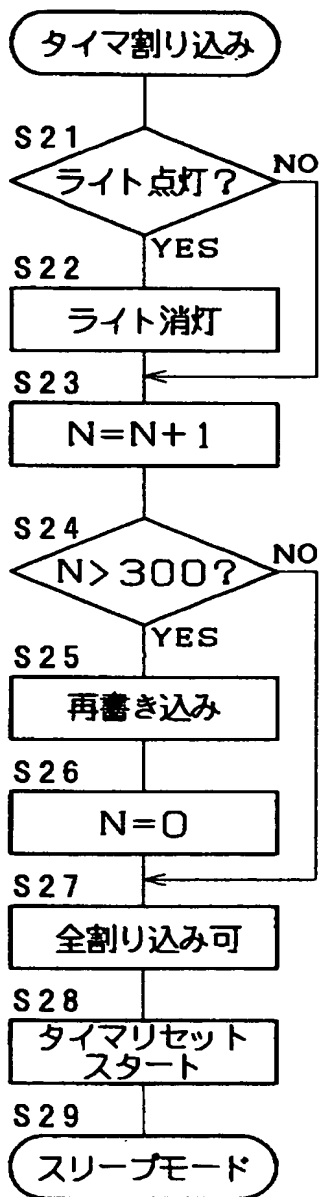 タイマ割り込み
S21
ライト点灯?
NO
YES
S22
ライト消灯
S23
N=N+1
S24
N>300?
NO
YES
S25
再書き込み
S26
N=0
S27
全割り込み可
S28
タイマリセット
スタート
S29
スリープモード